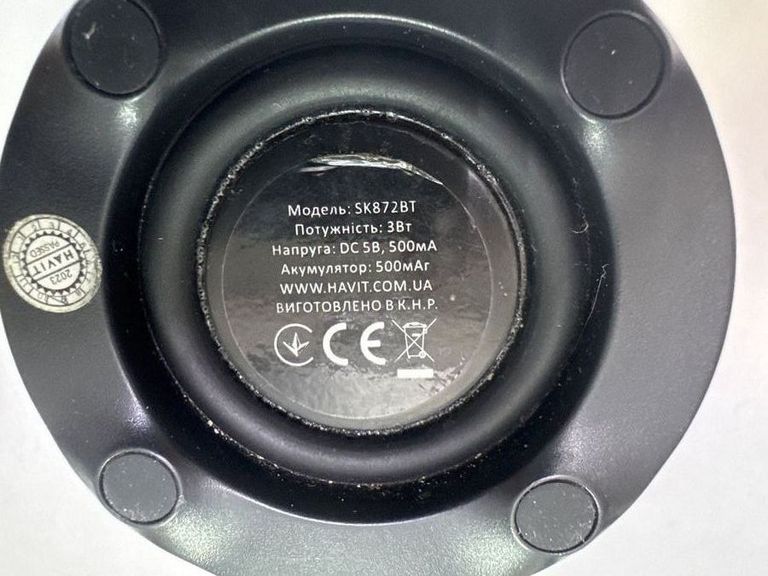 Модель: SK872BT
Потужність: 3Вт
Напруга: DC 5В, 500мА
Акумулятор: 500мАг
WWW.HAVIT.COM.UA
ВИГОТОВЛЕНО В К.Н.Р.
CE
2023
HAVIT
PASSED